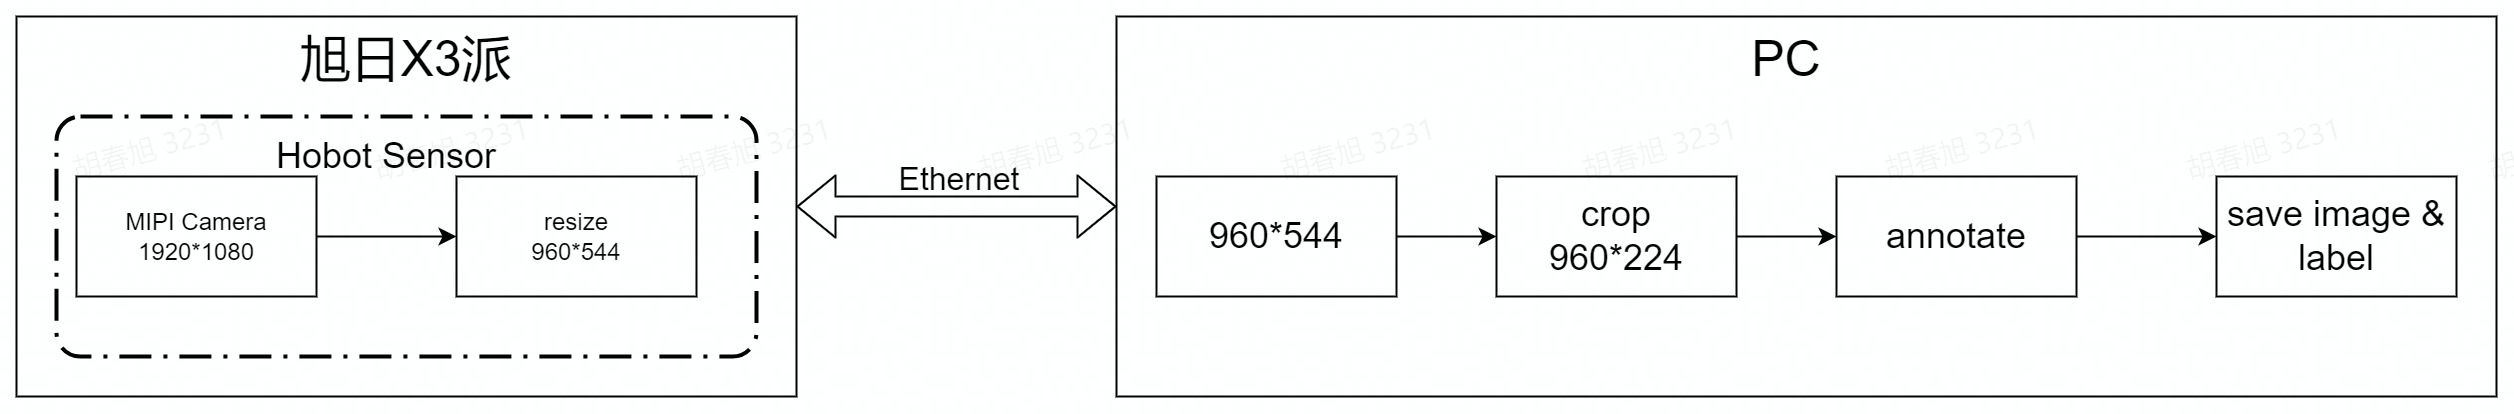 旭日X3派
Hobot Sensor
MIPI Camera
1920*1080
resize
960*544
Ethernet
PC
960*544
crop
960*224
annotate
save image &
label
胡春旭 3231
胡春旭 3231
胡春旭 3231
胡春旭 3231
胡春旭 3231
胡春旭 3231
胡春旭 3231
胡春旭 3231